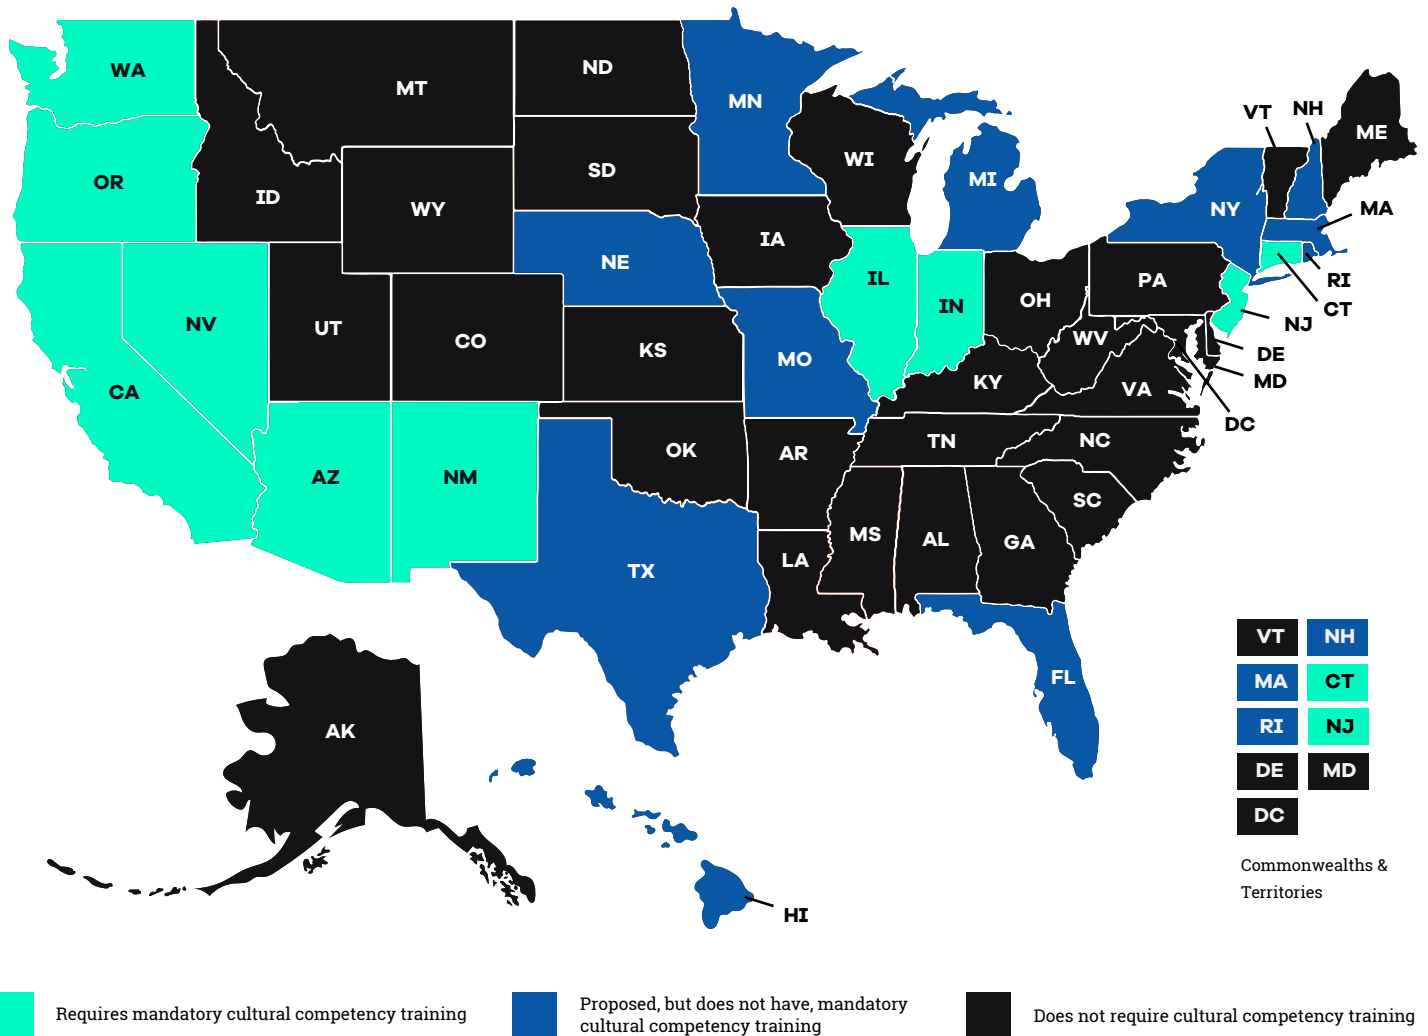 WA
MT
ND
MN
VT
NH
ME
OR
ID
WY
SD
WI
MI
NY
MA
NE
IA
IL
IN
OH
PA
RI
CT
NJ
NV
UT
CO
KS
MO
WV
DE
MD
CA
KY
VA
DC
AZ
NM
OK
AR
TN
NC
SC
TX
LA
MS
AL
GA
FL
AK
HI
VT NH
MA CT
RI NJ
DE MD
DC
Commonwealths &
Territories
Requires mandatory cultural competency training
Proposed, but does not have, mandatory
cultural competency training
Does not require cultural competency training